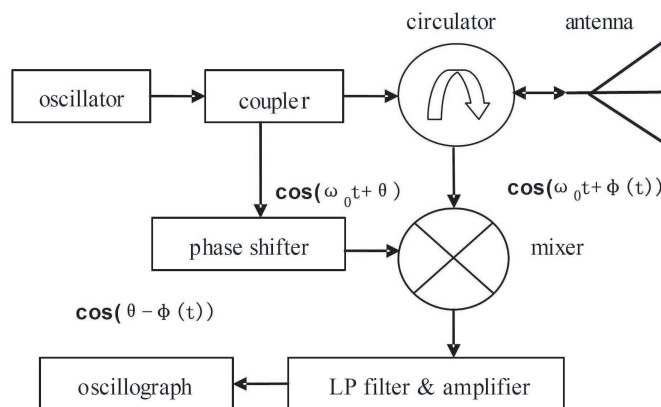 circulator
antenna
oscillator
coupler
cos(ω₀t+θ)
cos(ω₀t+Φ(t))
phase shifter
mixer
cos(θ-Φ(t))
oscillograph
LP filter & amplifier